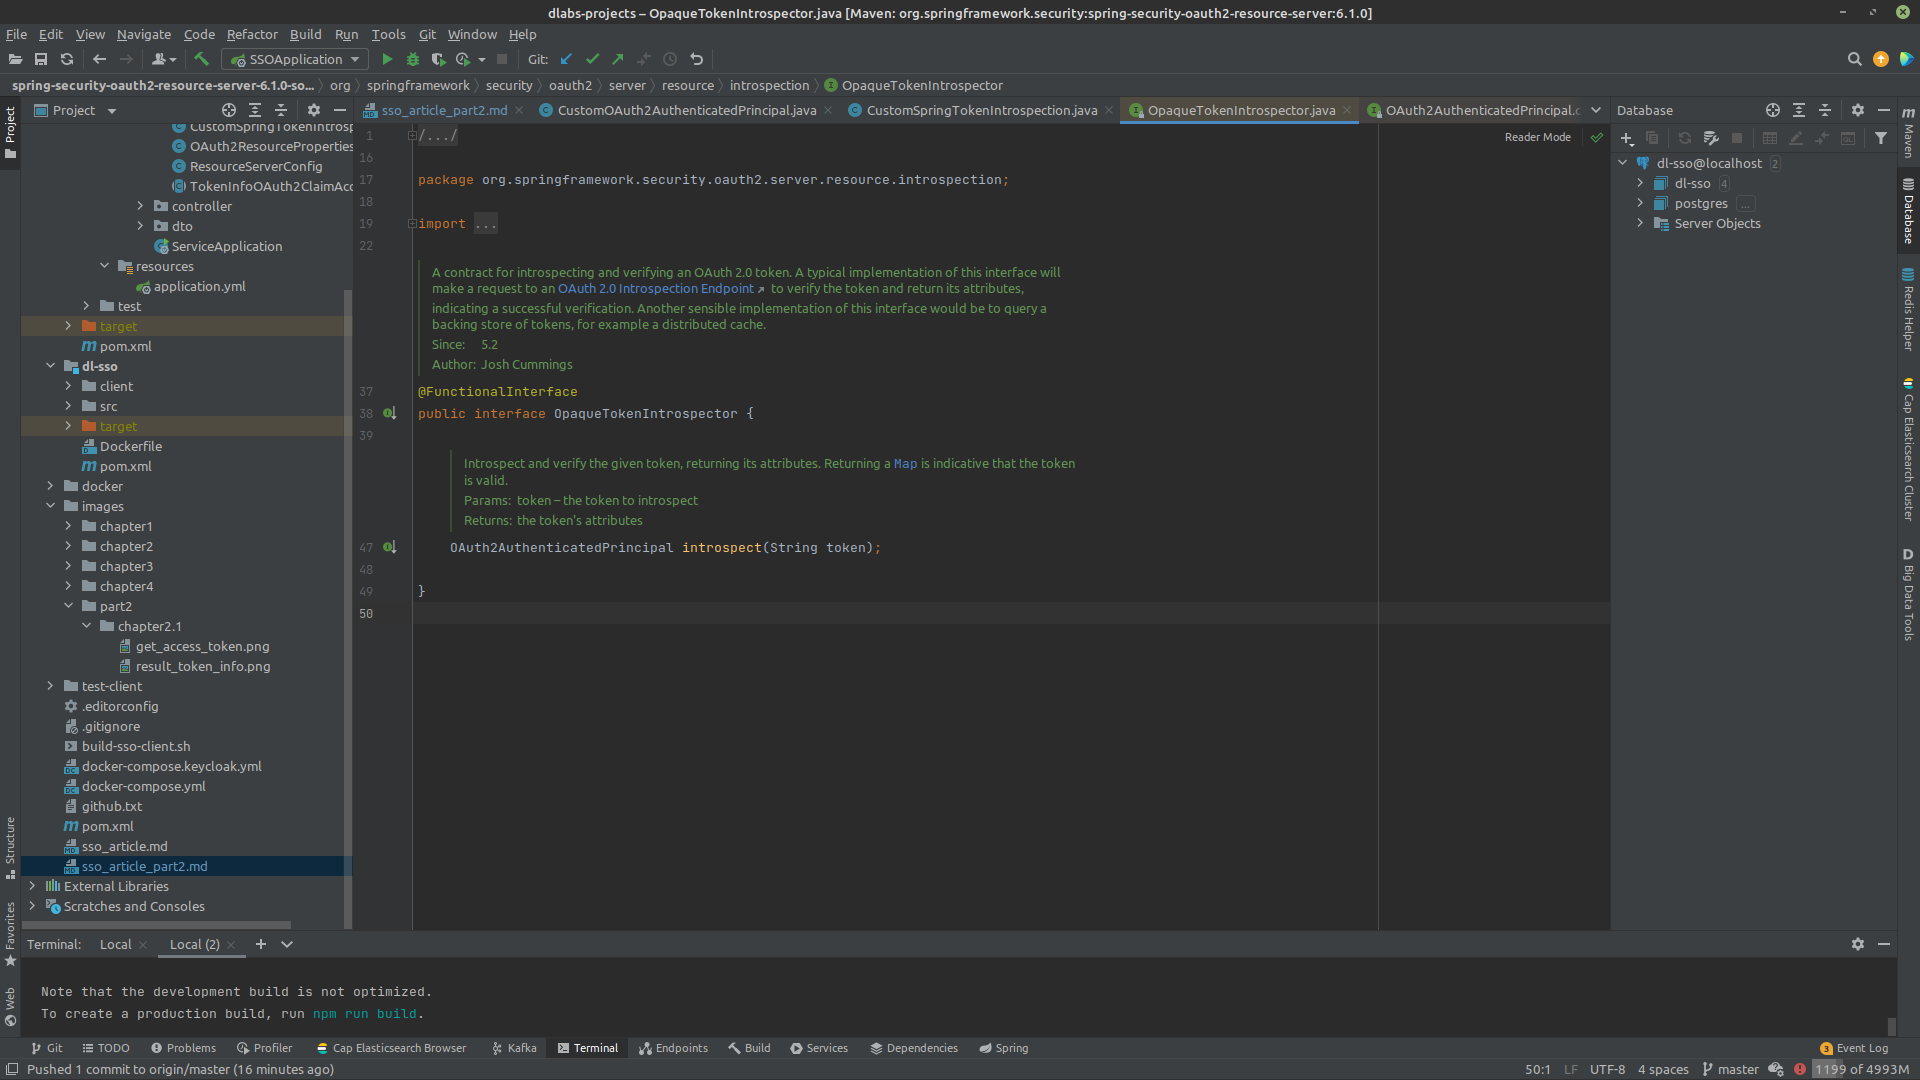 dlabs-projects – OpaqueTokenIntrospector.java [Maven: org.springframework.security:spring-security-oauth2-resource-server:6.1.0]
File Edit View Navigate Code Refactor Build Run Tools Git Window Help
SSOApplication Git:
spring-security-oauth2-resource-server-6.1.0-so... org springframework security oauth2 server resource introspection OpaqueTokenIntrospector
Project
sso_article_part2.md CustomOAuth2AuthenticatedPrincipal.java CustomSpringTokenIntrospection.java OpaqueTokenIntrospector.java OAuth2AuthenticatedPrincipal.c
Database
Project
CustomSpringTokenIntrosp
OAuth2ResourceProperties
ResourceServerConfig
TokenInfoOAuth2ClaimAcc
controller
dto
ServiceApplication
resources
application.yml
test
target
pom.xml
dl-sso
client
src
target
Dockerfile
pom.xml
docker
images
chapter1
chapter2
chapter3
chapter4
part2
chapter2.1
get_access_token.png
result_token_info.png
test-client
.editorconfig
.gitignore
build-sso-client.sh
docker-compose.keycloak.yml
docker-compose.yml
github.txt
pom.xml
sso_article.md
sso_article_part2.md
External Libraries
Scratches and Consoles
Structure
Favorites
Web
Reader Mode
1 /.../
16
17 package org.springframework.security.oauth2.server.resource.introspection;
18
19 import ...
22
A contract for introspecting and verifying an OAuth 2.0 token. A typical implementation of this interface will
make a request to an OAuth 2.0 Introspection Endpoint to verify the token and return its attributes,
indicating a successful verification. Another sensible implementation of this interface would be to query a
backing store of tokens, for example a distributed cache.
Since: 5.2
Author: Josh Cummings
37 @FunctionalInterface
38 public interface OpaqueTokenIntrospector {
39
Introspect and verify the given token, returning its attributes. Returning a Map is indicative that the token
is valid.
Params: token – the token to introspect
Returns: the token's attributes
47 OAuth2AuthenticatedPrincipal introspect(String token);
48
49 }
50
dl-sso@localhost 2
dl-sso 4
postgres ...
Server Objects
Maven
Database
Redis Helper
Cap Elasticsearch Cluster
Big Data Tools
Terminal: Local Local (2)
Note that the development build is not optimized.
To create a production build, run npm run build.
Git TODO Problems Profiler Cap Elasticsearch Browser Kafka Terminal Endpoints Build Services Dependencies Spring 3 Event Log
Pushed 1 commit to origin/master (16 minutes ago) 50:1 LF UTF-8 4 spaces master 1199 of 4993M